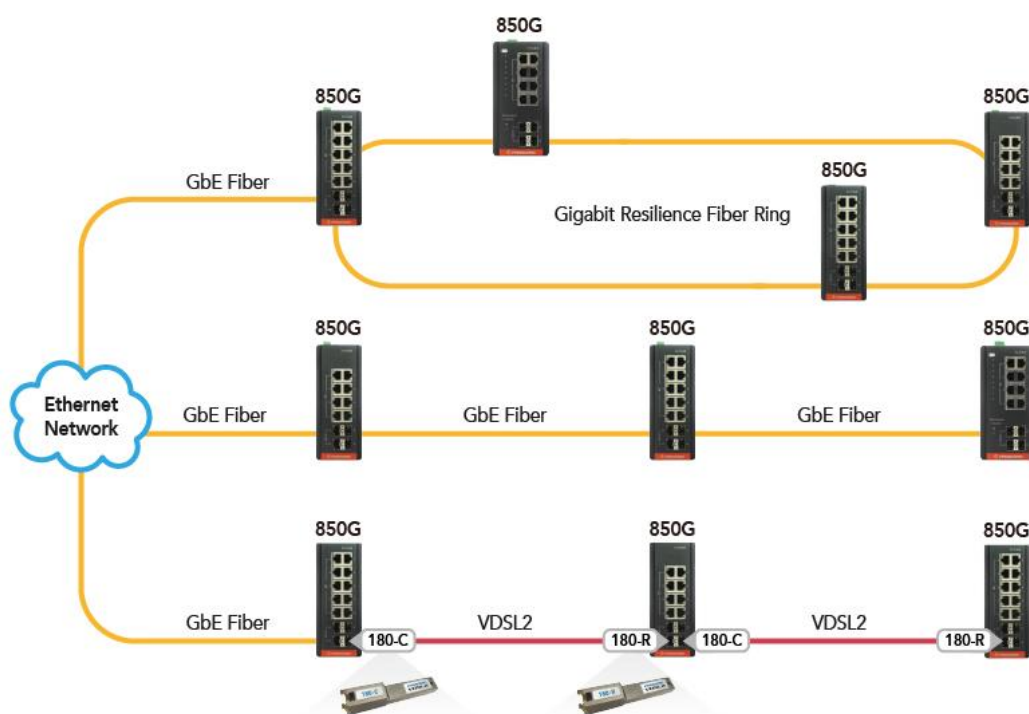 850G
850G
850G
850G
GbE Fiber
Gigabit Resilience Fiber Ring
850G
850G
850G
Ethernet
Network
GbE Fiber
GbE Fiber
GbE Fiber
850G
850G
850G
GbE Fiber
180-C
VDSL2
180-R
180-C
VDSL2
180-R
180-C